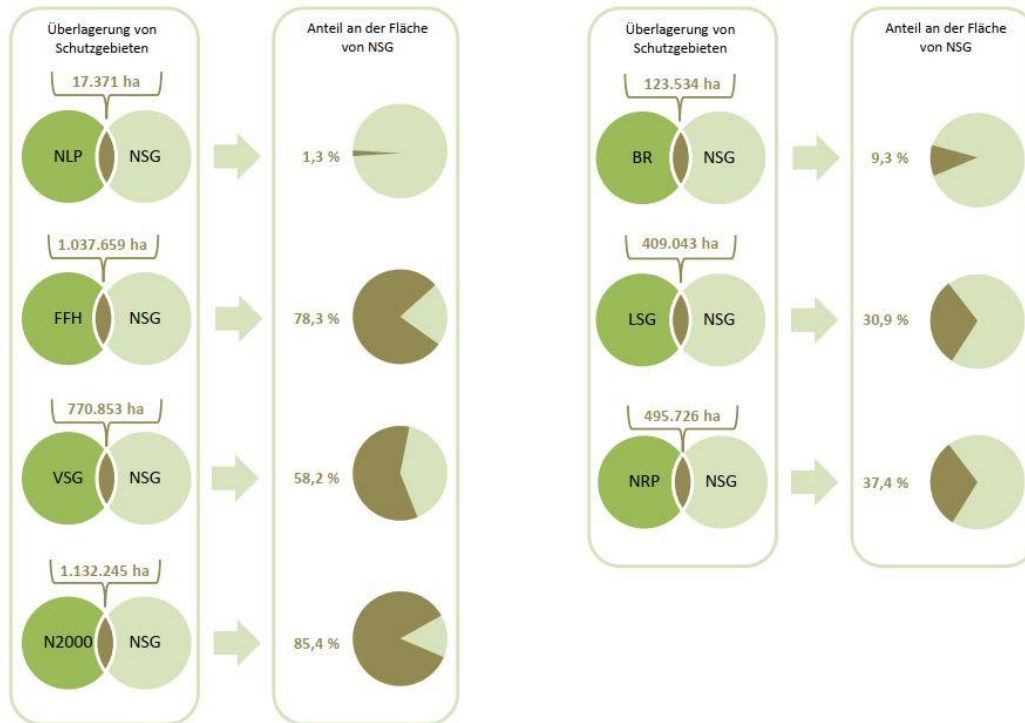 Überlagerung von
Schutzgebieten
Anteil an der Fläche
von NSG
17.371 ha
NLP
NSG
1,3 %
1.037.659 ha
FFH
NSG
78,3 %
770.853 ha
VSG
NSG
58,2 %
1.132.245 ha
N2000
NSG
85,4 %
Überlagerung von
Schutzgebieten
Anteil an der Fläche
von NSG
123.534 ha
BR
NSG
9,3 %
409.043 ha
LSG
NSG
30,9 %
495.726 ha
NRP
NSG
37,4 %